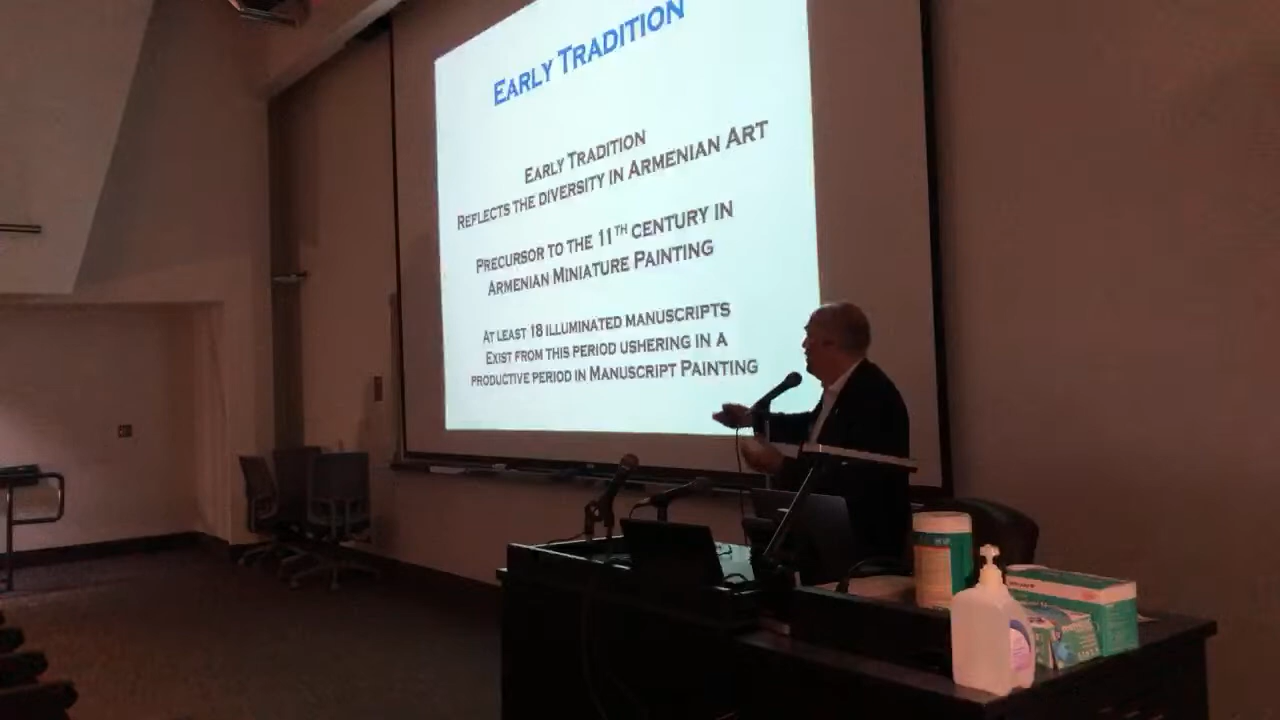 EARLY TRADITION
EARLY TRADITION
REFLECTS THE DIVERSITY IN ARMENIAN ART
PRECURSOR TO THE 11TH CENTURY IN
ARMENIAN MINIATURE PAINTING
AT LEAST 18 ILLUMINATED MANUSCRIPTS
EXIST FROM THIS PERIOD USHERING IN A
PRODUCTIVE PERIOD IN MANUSCRIPT PAINTING